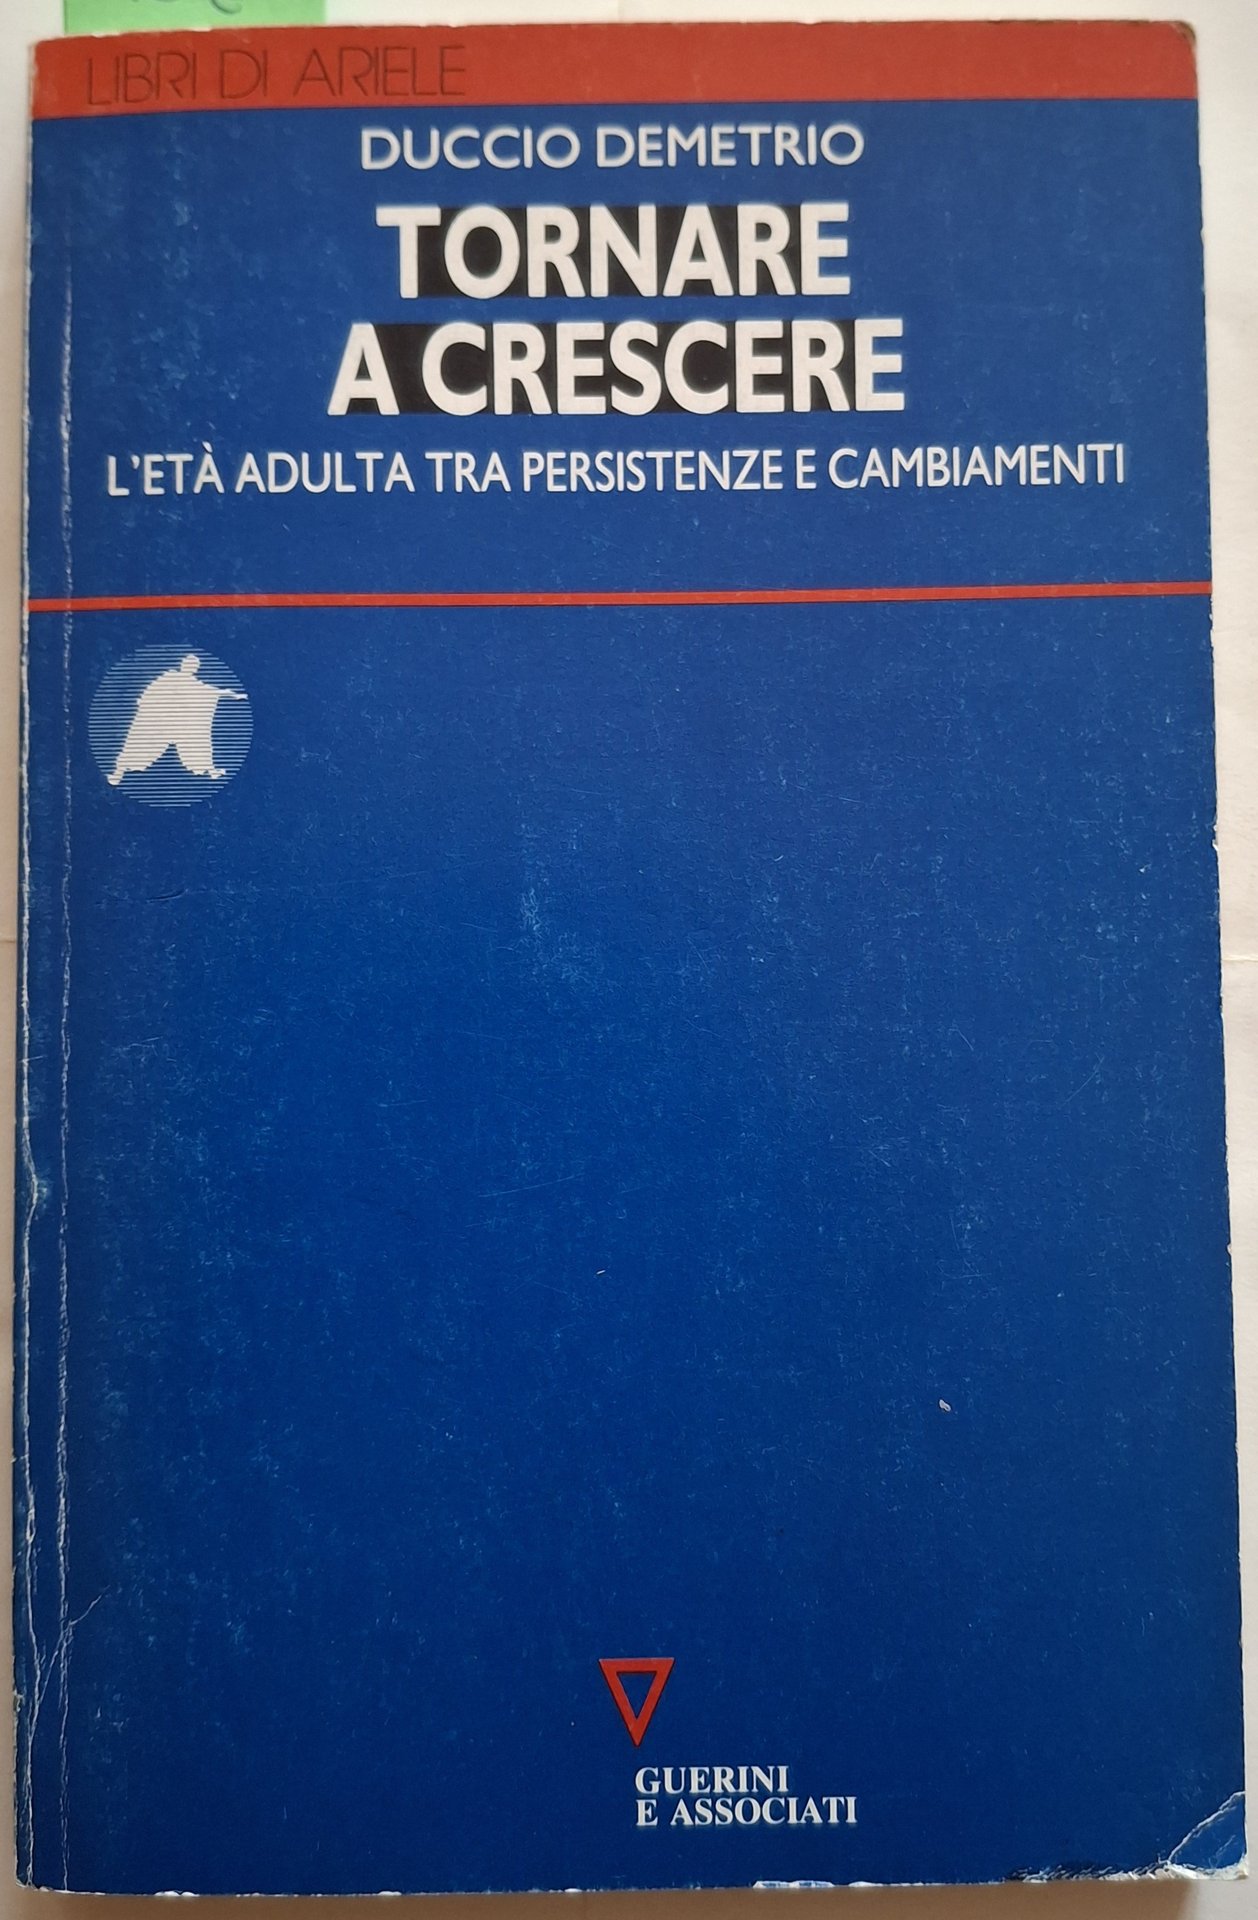 LIBRI DI ARIELE
DUCCIO DEMETRIO
TORNARE
A CRESCERE
L'ETÀ ADULTA TRA PERSISTENZE E CAMBIAMENTI
GUERINI
E ASSOCIATI